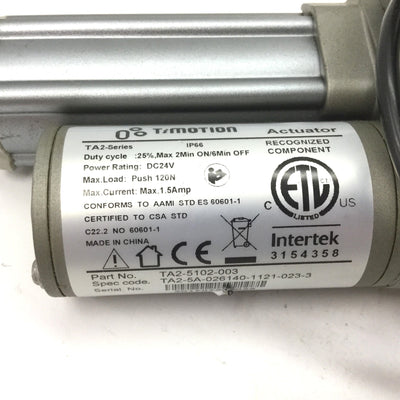 TiMOTION
Actuator
TA2-Series IP66
Duty cycle :25%,Max 2Min ON/6Min OFF
Power Rating: DC24V
Max.Load: Push 120N
Max.Current: Max.1.5Amp
CONFORMS TO AAMI STD ES 60601-1
CERTIFIED TO CSA STD
C22.2 NO 60601-1
MADE IN CHINA
RECOGNIZED
COMPONENT
C ETL US
LISTED
Intertek
3154358
Part No. TA2-5102-003
Spec code. TA2-5A-026140-1121-023-3
Serial No.